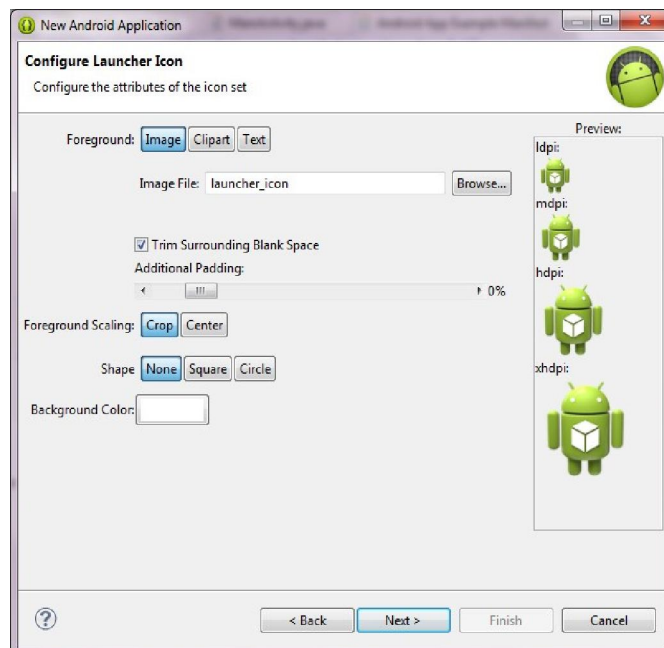 New Android Application
Configure Launcher Icon
Configure the attributes of the icon set
Foreground: Image Clipart Text
Image File: launcher_icon Browse...
Trim Surrounding Blank Space
Additional Padding:
0%
Foreground Scaling: Crop Center
Shape None Square Circle
Background Color:
Preview:
ldpi:
mdpi:
hdpi:
xhdpi:
< Back Next > Finish Cancel